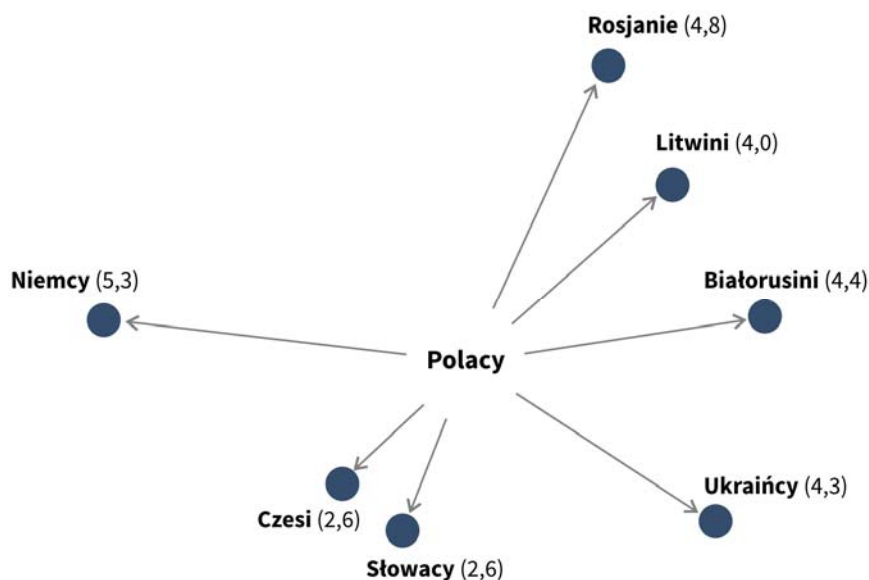 Rosjanie (4,8)
Litwini (4,0)
Niemcy (5,3)
Białorusini (4,4)
Polacy
Ukraińcy (4,3)
Czesi (2,6)
Słowacy (2,6)